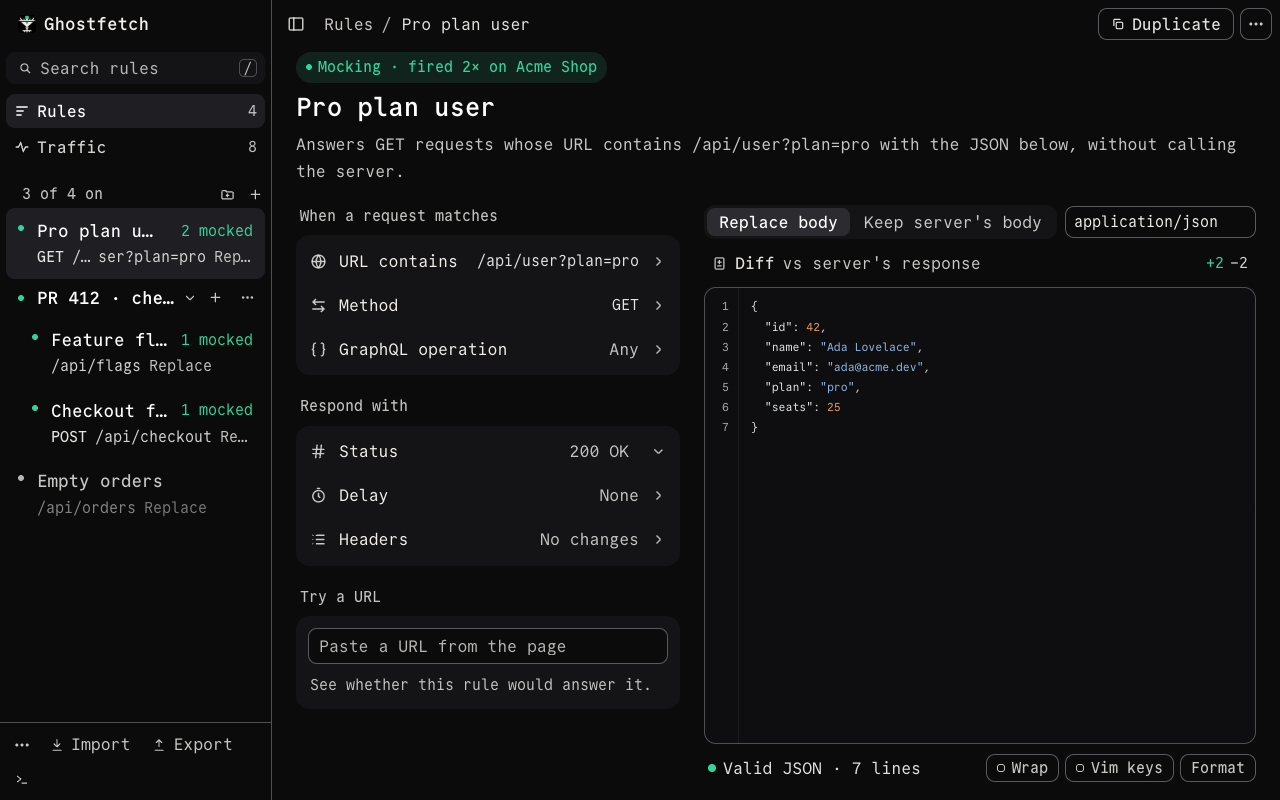 Ghostfetch
Search rules /
Rules 4
Traffic 8
3 of 4 on
Pro plan u… 2 mocked
GET /… ser?plan=pro Rep…
PR 412 · che…
Feature fl… 1 mocked
/api/flags Replace
Checkout f… 1 mocked
POST /api/checkout Re…
Empty orders
/api/orders Replace
Import Export
Rules / Pro plan user
Duplicate
Mocking · fired 2× on Acme Shop
Pro plan user
Answers GET requests whose URL contains /api/user?plan=pro with the JSON below, without calling
the server.
When a request matches
URL contains /api/user?plan=pro
Method GET
GraphQL operation Any
Respond with
Status 200 OK
Delay None
Headers No changes
Try a URL
Paste a URL from the page
See whether this rule would answer it.
Replace body Keep server's body application/json
Diff vs server's response +2 −2
1 {
2 "id": 42,
3 "name": "Ada Lovelace",
4 "email": "ada@acme.dev",
5 "plan": "pro",
6 "seats": 25
7 }
Valid JSON · 7 lines
Wrap Vim keys Format